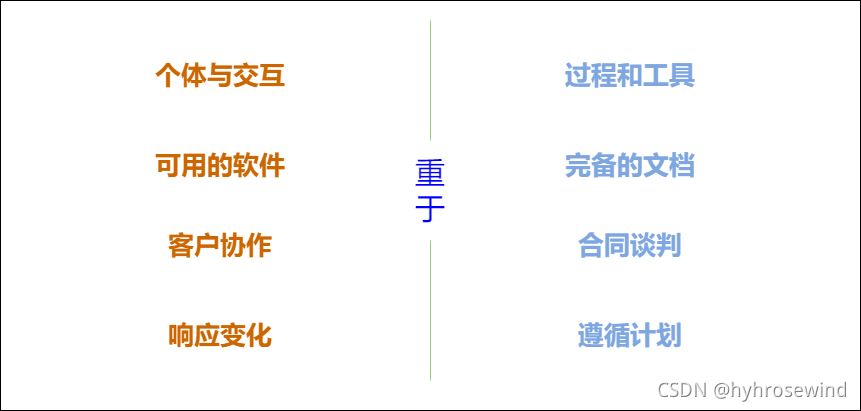 个体与交互
过程和工具
可用的软件
重于
完备的文档
客户协作
合同谈判
响应变化
遵循计划
CSDN @hyhrosewind